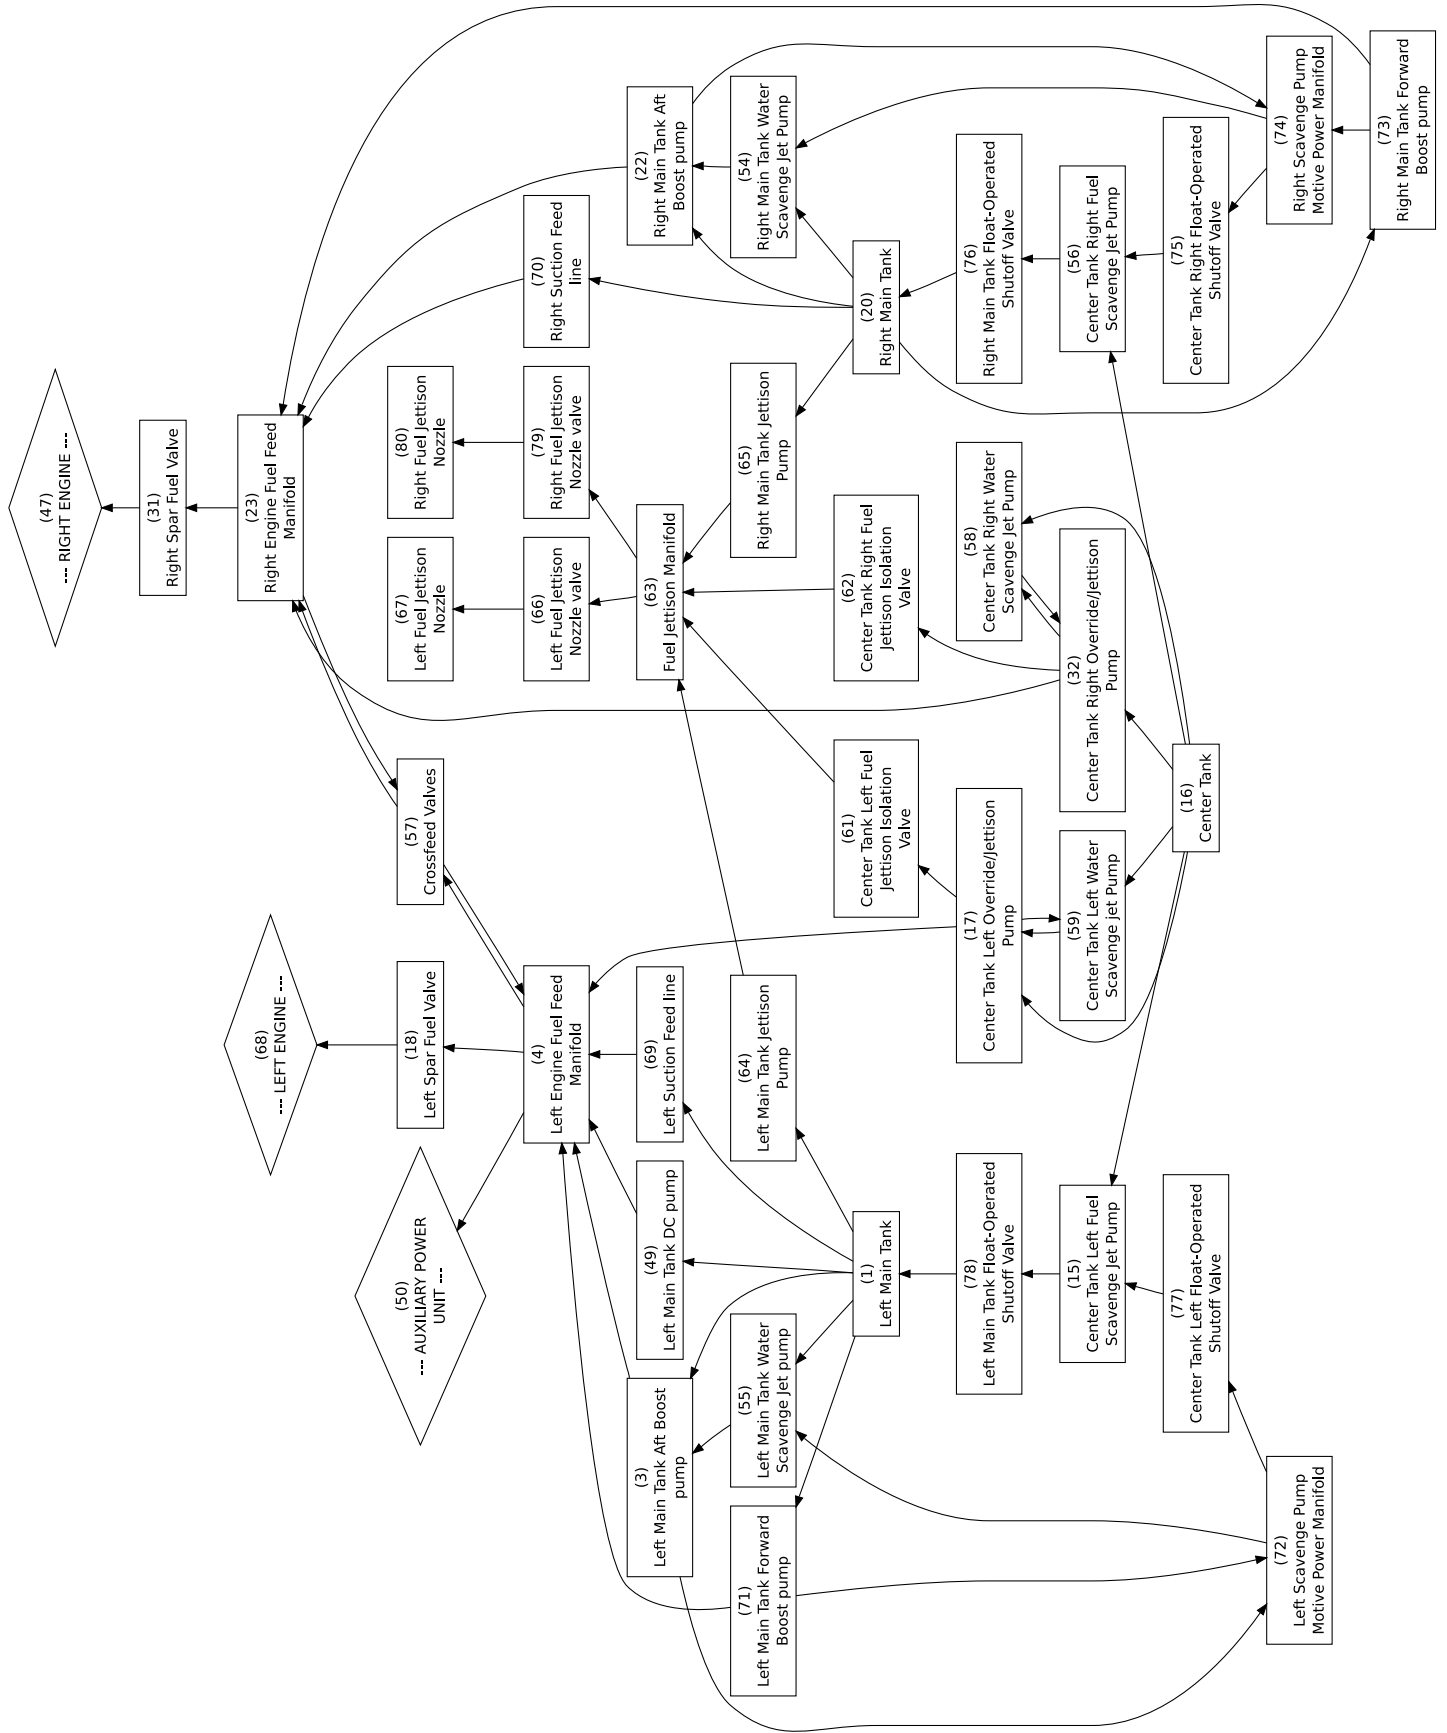 (47)
--- RIGHT ENGINE ---
(31)
Right Spar Fuel Valve
(23)
Right Engine Fuel Feed
Manifold
(68)
--- LEFT ENGINE ---
(50)
--- AUXILIARY POWER
UNIT ---
(18)
Left Spar Fuel Valve
(57)
Crossfeed Valves
(67)
Left Fuel Jettison
Nozzle
(80)
Right Fuel Jettison
Nozzle
(4)
Left Engine Fuel Feed
Manifold
(66)
Left Fuel Jettison
Nozzle valve
(79)
Right Fuel Jettison
Nozzle valve
(70)
Right Suction Feed
line
(3)
Left Main Tank Aft Boost
pump
(49)
Left Main Tank DC pump
(69)
Left Suction Feed line
(63)
Fuel Jettison Manifold
(22)
Right Main Tank Aft
Boost pump
(71)
Left Main Tank Forward
Boost pump
(55)
Left Main Tank Water
Scavenge Jet pump
(64)
Left Main Tank Jettison
Pump
(65)
Right Main Tank Jettison
Pump
(54)
Right Main Tank Water
Scavenge Jet Pump
(1)
Left Main Tank
(61)
Center Tank Left Fuel
Jettison Isolation
Valve
(62)
Center Tank Right Fuel
Jettison Isolation
Valve
(20)
Right Main Tank
(78)
Left Main Tank Float-Operated
Shutoff Valve
(17)
Center Tank Left Override/Jettison
Pump
(58)
Center Tank Right Water
Scavenge Jet Pump
(76)
Right Main Tank Float-Operated
Shutoff Valve
(15)
Center Tank Left Fuel
Scavenge Jet Pump
(59)
Center Tank Left Water
Scavenge jet Pump
(32)
Center Tank Right Override/Jettison
Pump
(56)
Center Tank Right Fuel
Scavenge Jet Pump
(77)
Center Tank Left Float-Operated
Shutoff Valve
(16)
Center Tank
(75)
Center Tank Right Float-Operated
Shutoff Valve
(72)
Left Scavenge Pump
Motive Power Manifold
(74)
Right Scavenge Pump
Motive Power Manifold
(73)
Right Main Tank Forward
Boost pump